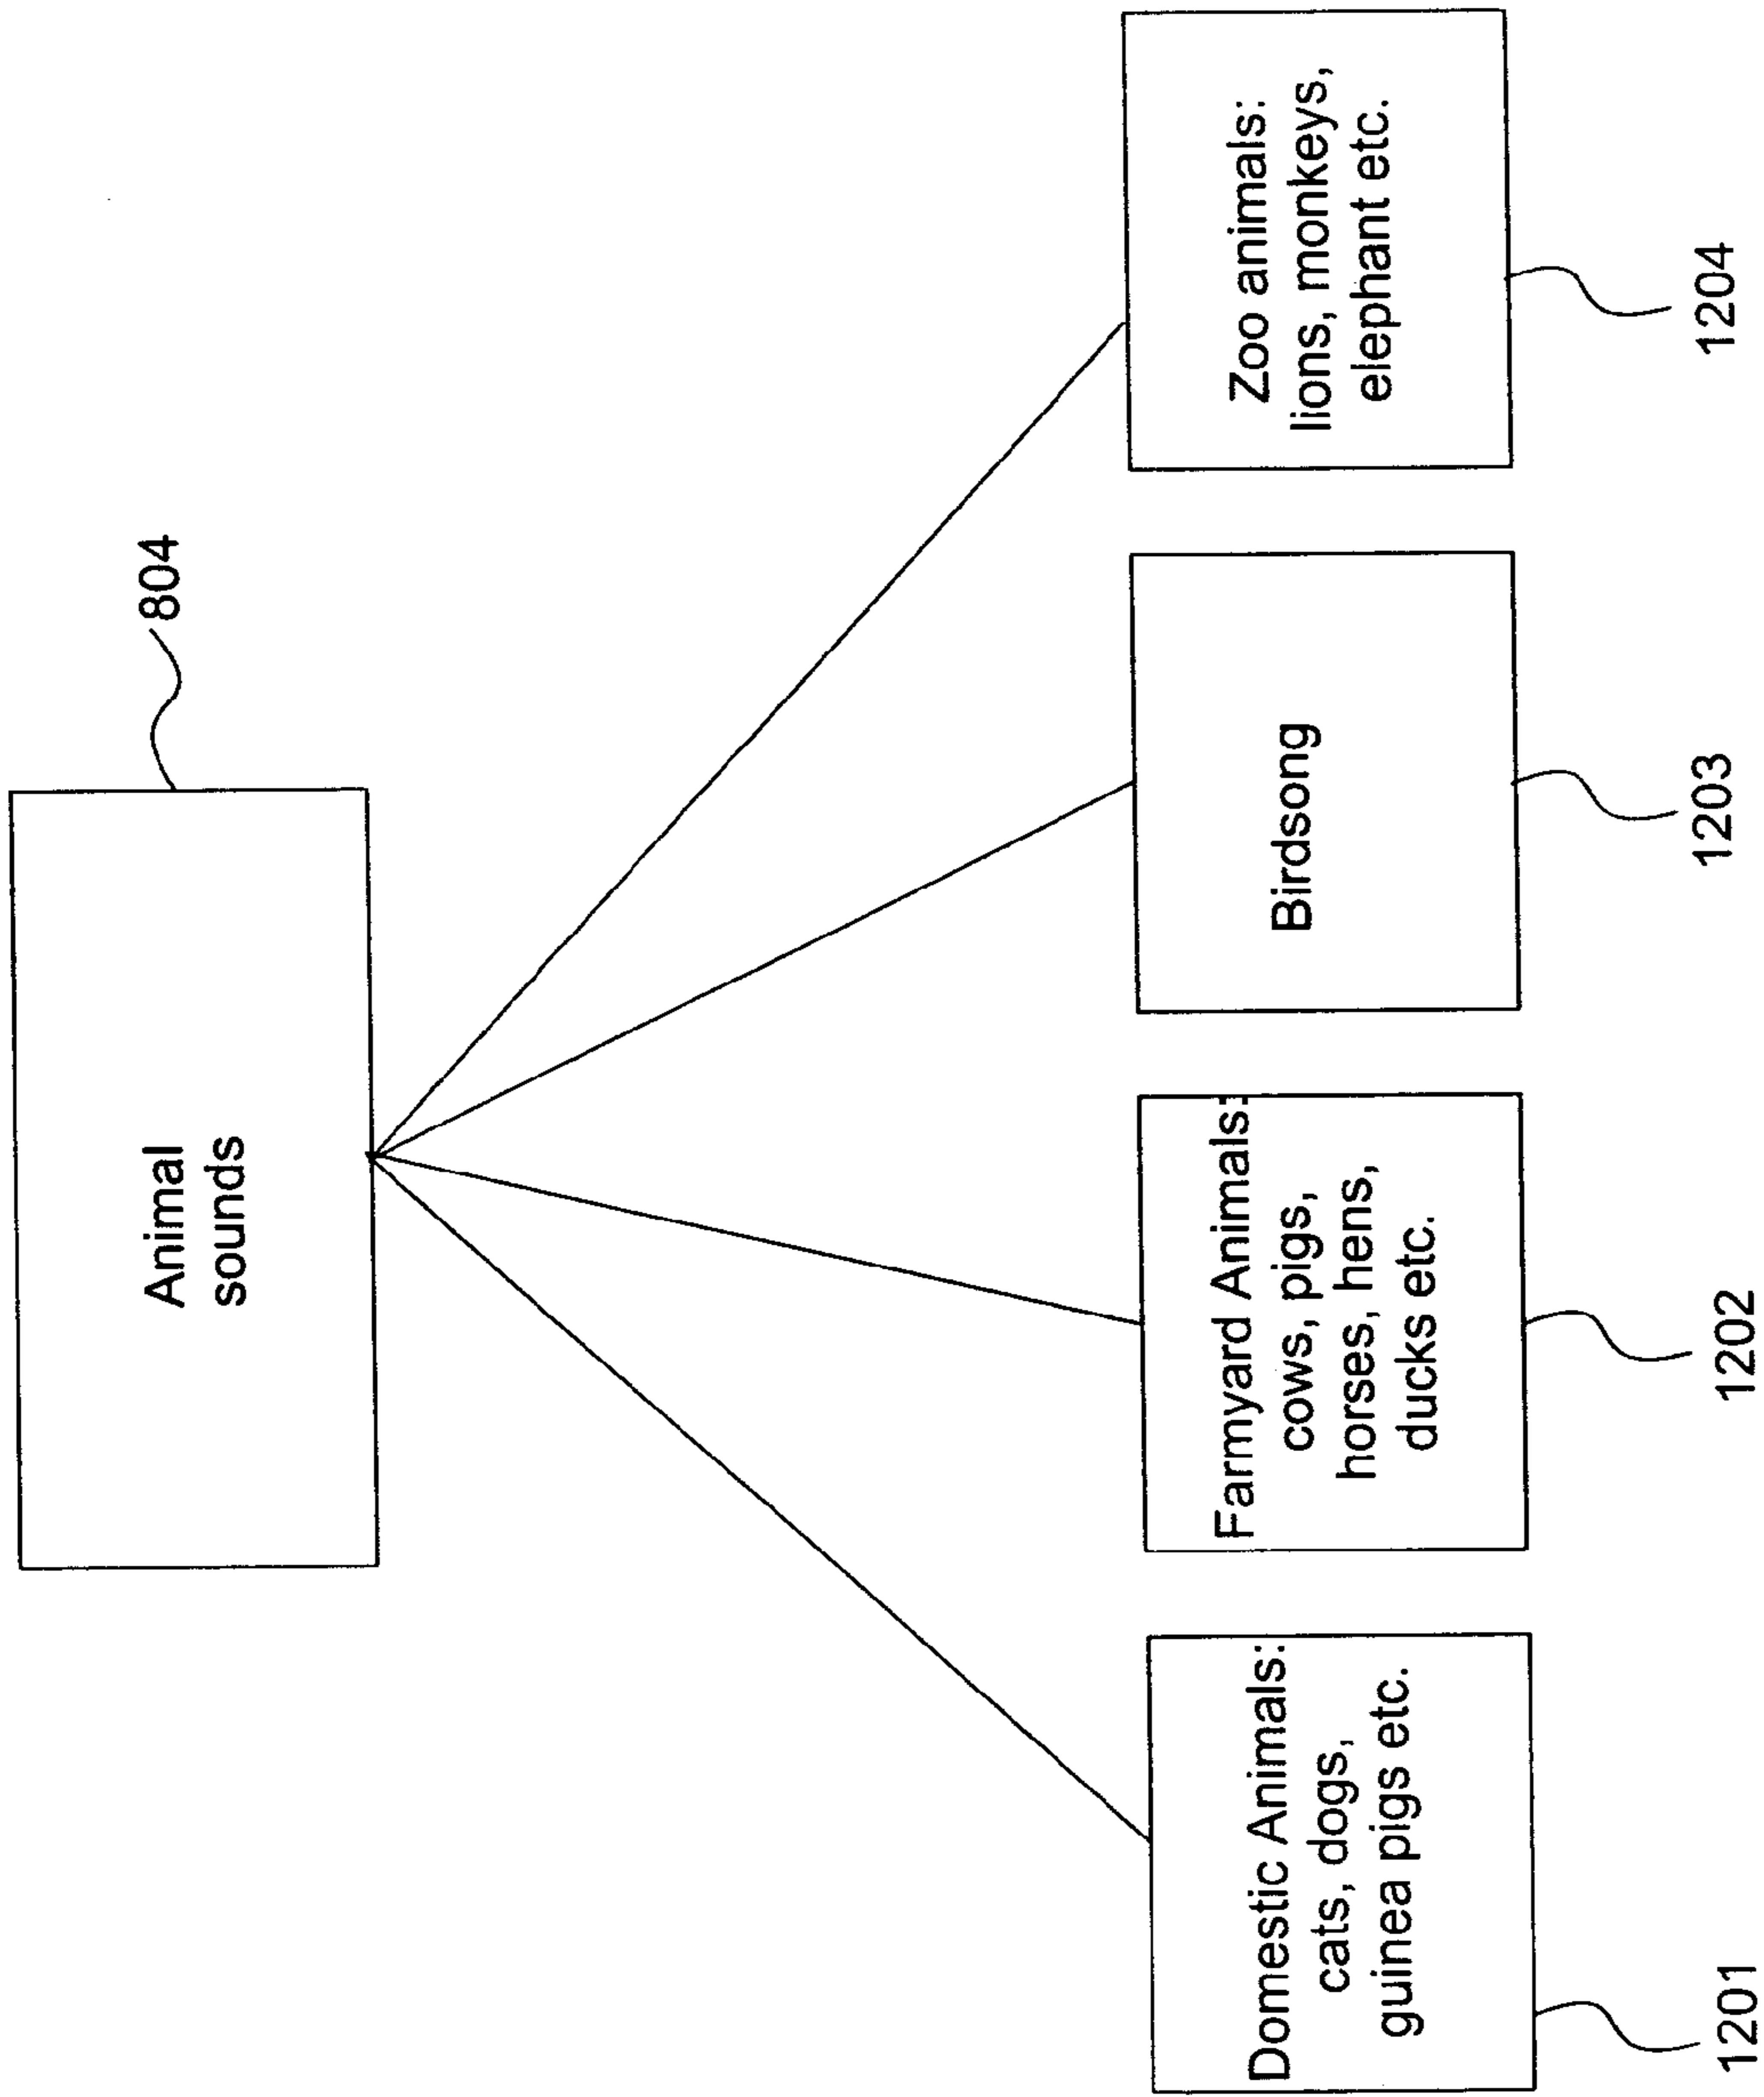 Animal
sounds
804
Domestic Animals:
cats, dogs,
guinea pigs etc.
1201
Farmyard Animals:
cows, pigs,
horses, hens,
ducks etc.
1202
Birdsong
1203
Zoo animals:
lions, monkeys,
elephant etc.
1204